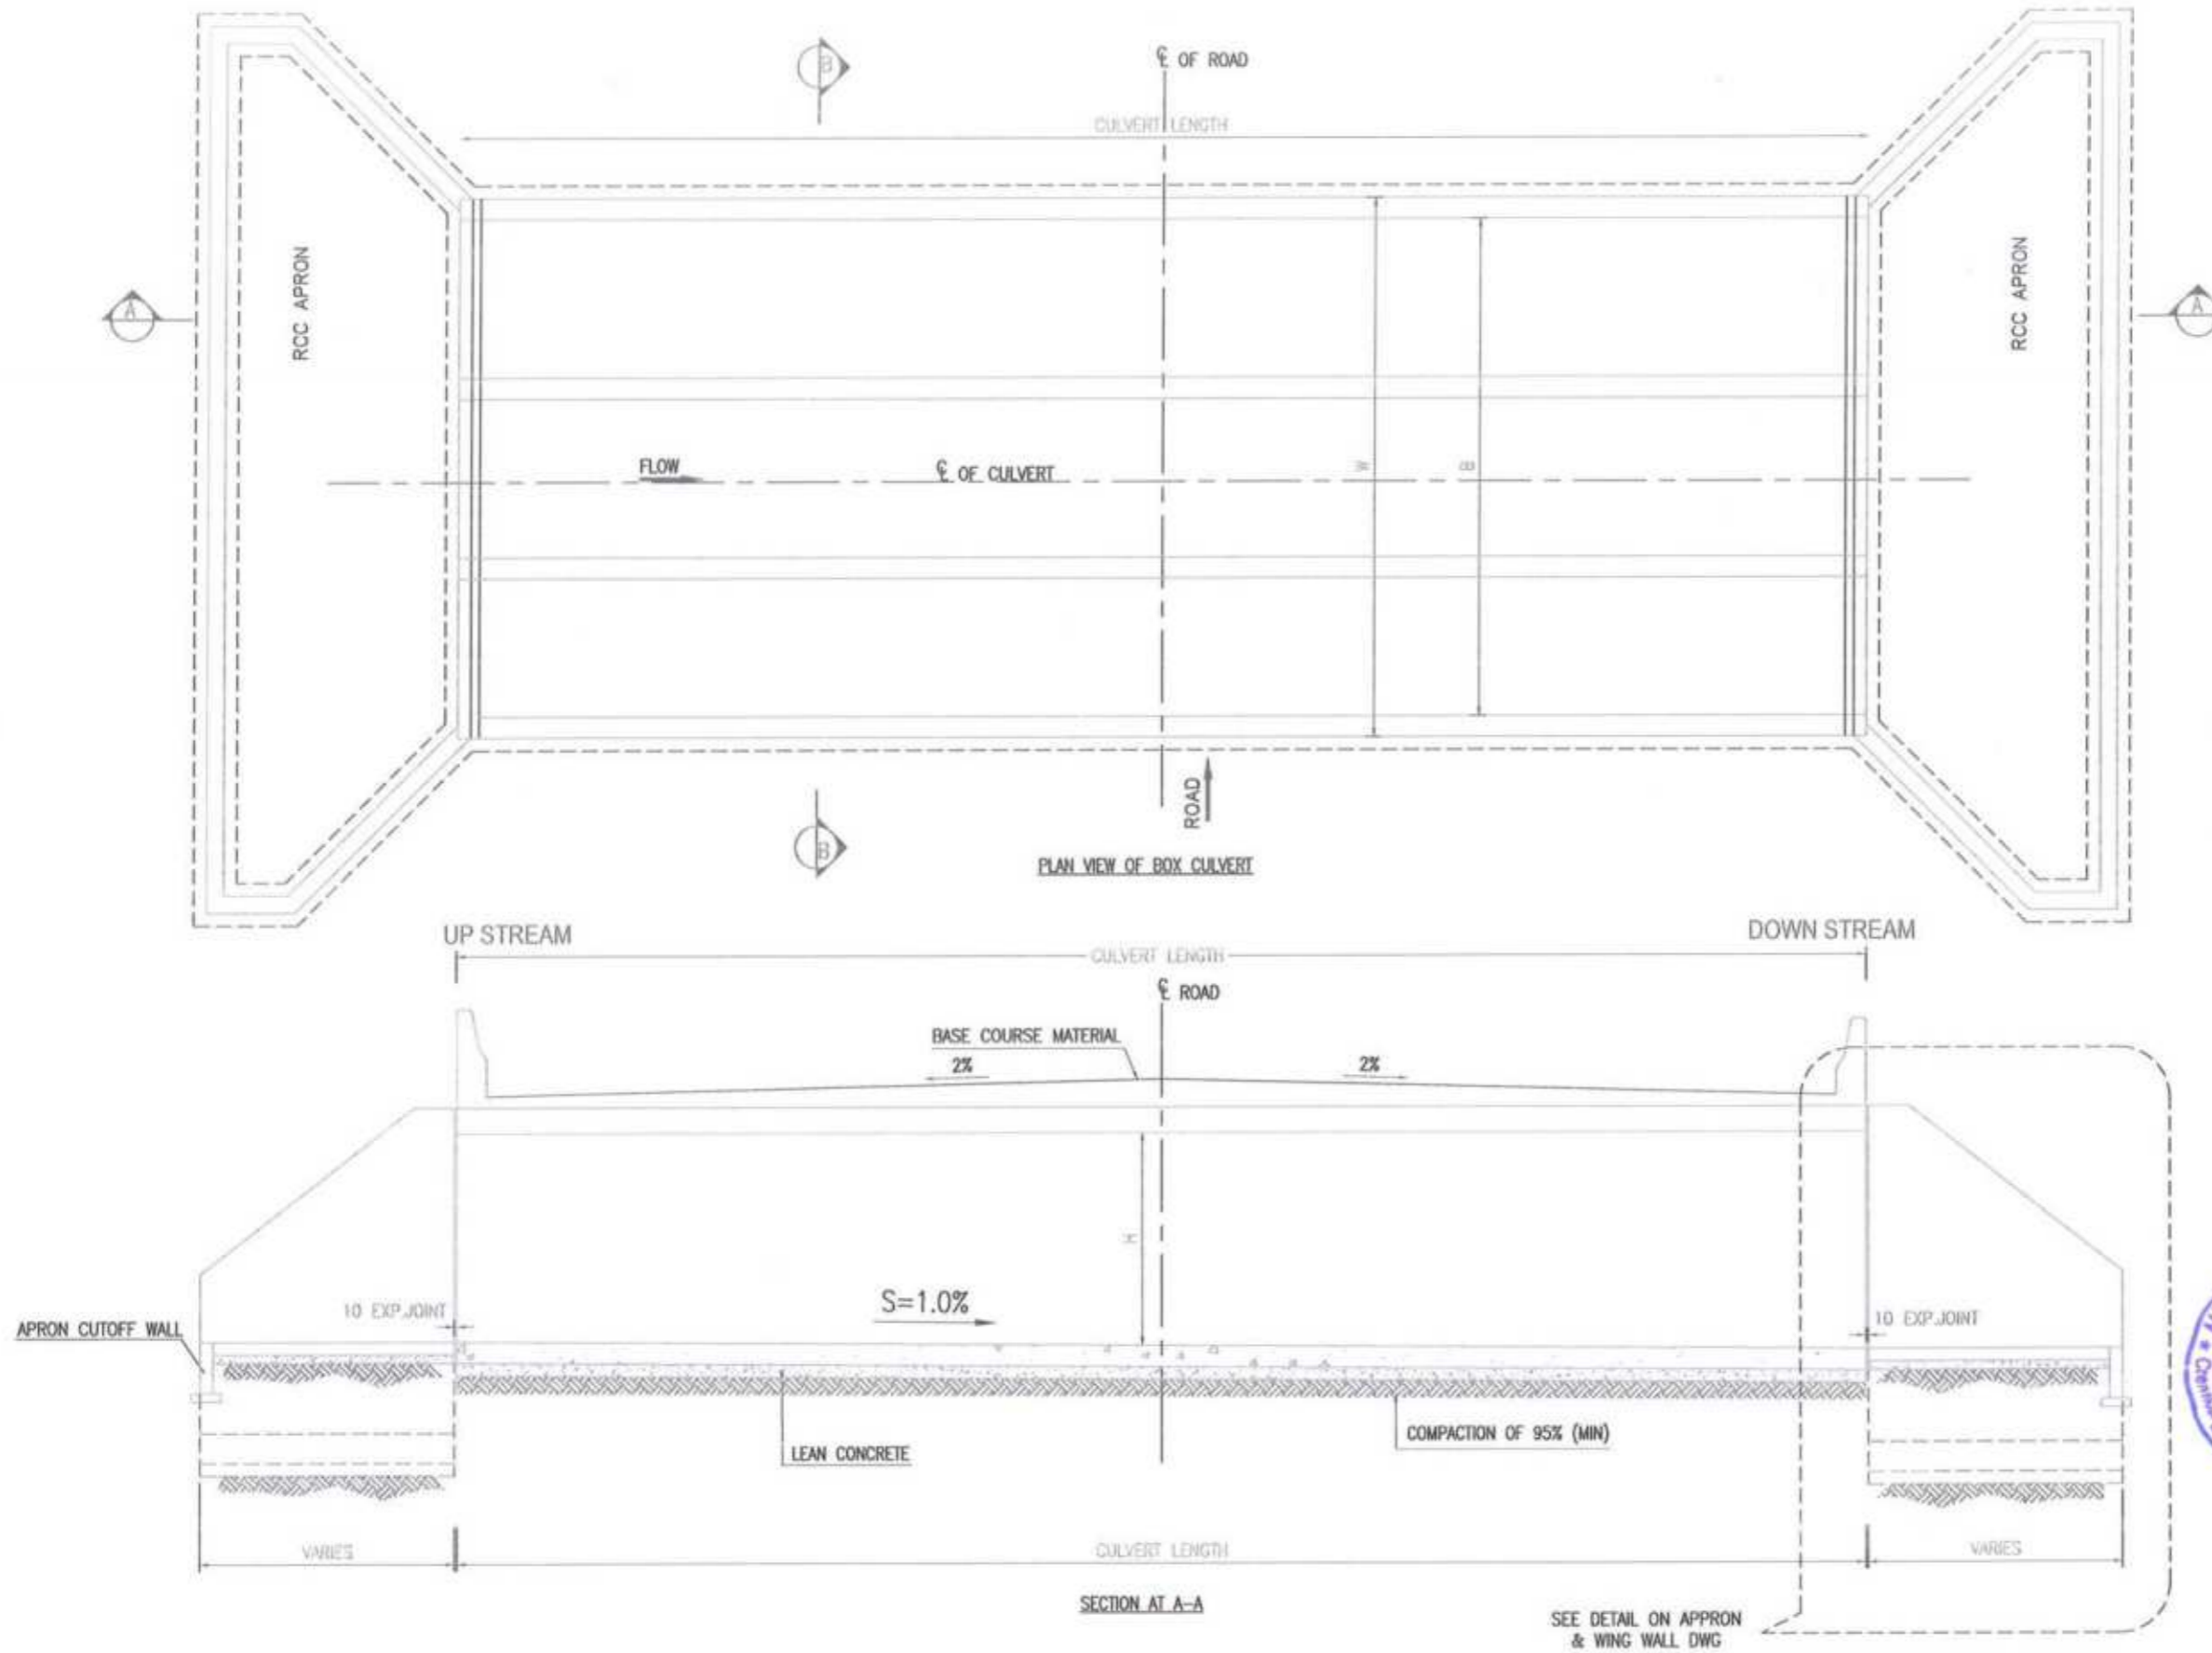 B
℄ OF ROAD
CULVERT LENGTH
RCC APRON
RCC APRON
A
A
FLOW
℄ OF CULVERT
W
B
ROAD
B
PLAN VIEW OF BOX CULVERT
UP STREAM
DOWN STREAM
CULVERT LENGTH
℄ ROAD
BASE COURSE MATERIAL
2%
2%
H
S=1.0%
10 EXP.JOINT
10 EXP.JOINT
APRON CUTOFF WALL
LEAN CONCRETE
COMPACTION OF 95% (MIN)
VARIES
CULVERT LENGTH
VARIES
SECTION AT A-A
SEE DETAIL ON APPRON
& WING WALL DWG